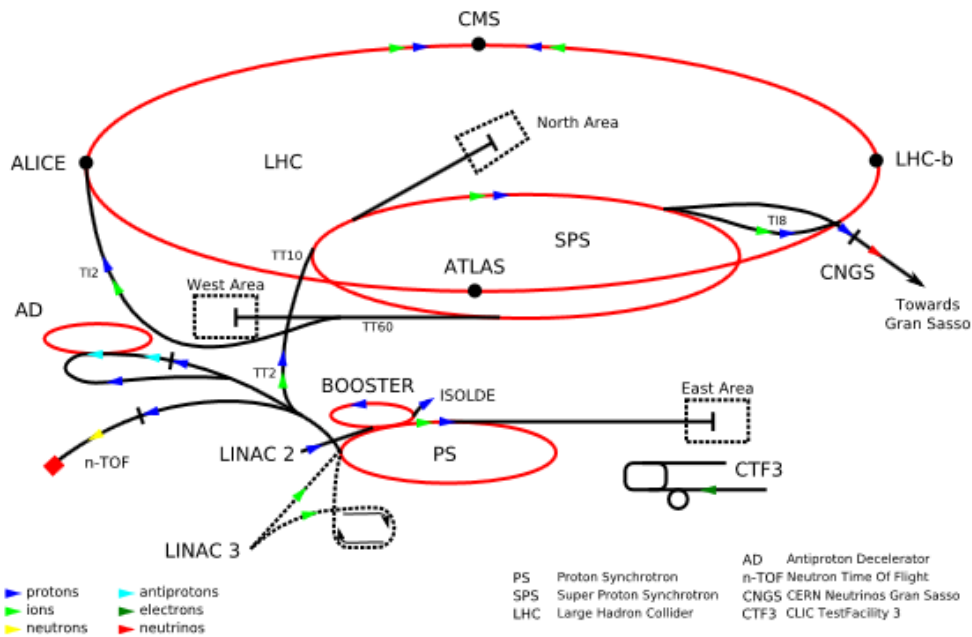 CMS
North Area
ALICE
LHC
LHC-b
TI8
SPS
TT10
ATLAS
CNGS
TI2
West Area
Towards
Gran Sasso
AD
TT60
TT2
BOOSTER
ISOLDE
East Area
LINAC 2
PS
n-TOF
CTF3
LINAC 3
protons
ions
neutrons
antiprotons
electrons
neutrinos
PS Proton Synchrotron
SPS Super Proton Synchrotron
LHC Large Hadron Collider
AD Antiproton Decelerator
n-TOF Neutron Time Of Flight
CNGS CERN Neutrinos Gran Sasso
CTF3 CLIC TestFacility 3